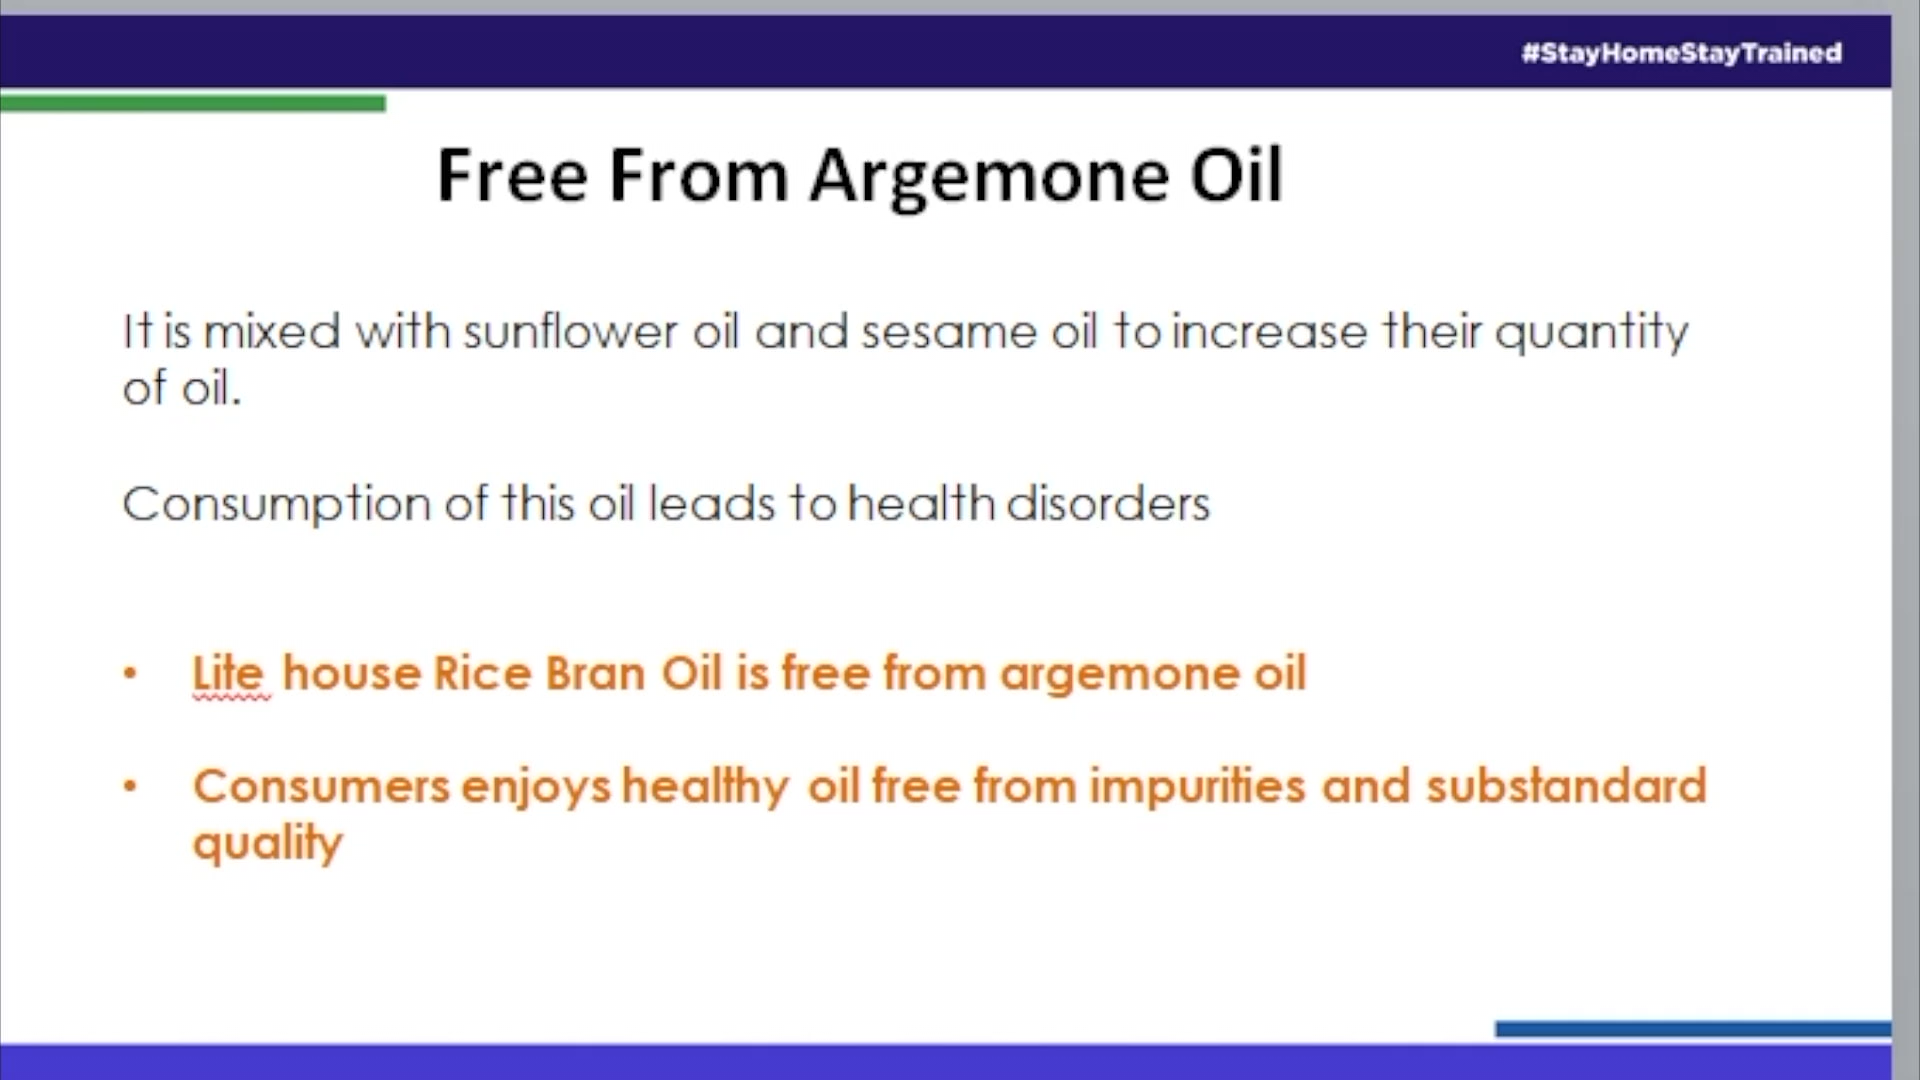 #StayHomeStayTrained
Free From Argemone Oil
It is mixed with sunflower oil and sesame oil to increase their quantity
of oil.
Consumption of this oil leads to health disorders
• Lite house Rice Bran Oil is free from argemone oil
• Consumers enjoys healthy oil free from impurities and substandard
quality